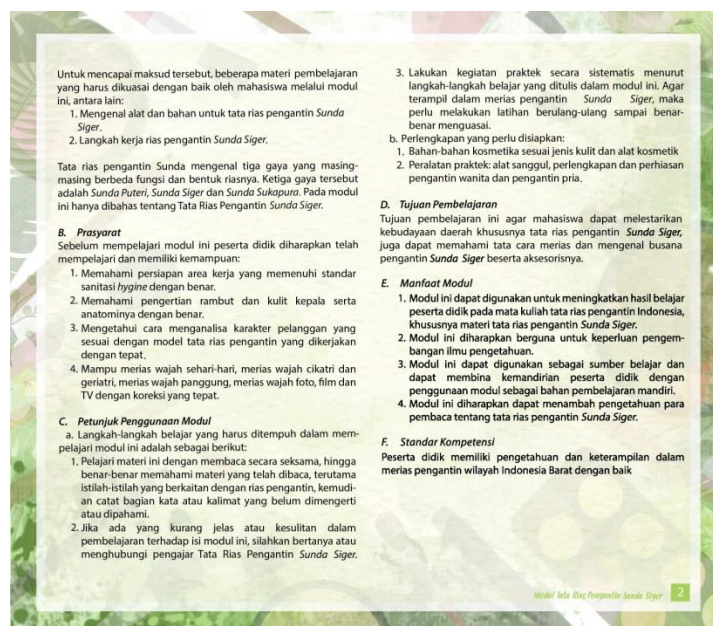 Untuk mencapai maksud tersebut, beberapa materi pembelajaran
yang harus dikuasai dengan baik oleh mahasiswa melalui modul
ini, antara lain:
1. Mengenal alat dan bahan untuk tata rias pengantin Sunda
Siger.
2. Langkah kerja rias pengantin Sunda Siger.
Tata rias pengantin Sunda mengenal tiga gaya yang masing-
masing berbeda fungsi dan bentuk riasnya. Ketiga gaya tersebut
adalah Sunda Puteri, Sunda Siger dan Sunda Sukapura. Pada modul
ini hanya dibahas tentang Tata Rias Pengantin Sunda Siger.
B. Prasyarat
Sebelum mempelajari modul ini peserta didik diharapkan telah
mempelajari dan memiliki kemampuan:
1. Memahami persiapan area kerja yang memenuhi standar
sanitasi hygine dengan benar.
2. Memahami pengertian rambut dan kulit kepala serta
anatominya dengan benar.
3. Mengetahui cara menganalisa karakter pelanggan yang
sesuai dengan model tata rias pengantin yang dikerjakan
dengan tepat.
4. Mampu merias wajah sehari-hari, merias wajah cikatri dan
geriatri, merias wajah panggung, merias wajah foto, film dan
TV dengan koreksi yang tepat.
C. Petunjuk Penggunaan Modul
a. Langkah-langkah belajar yang harus ditempuh dalam mem-
pelajari modul ini adalah sebagai berikut:
1. Pelajari materi ini dengan membaca secara seksama, hingga
benar-benar memahami materi yang telah dibaca, terutama
istilah-istilah yang berkaitan dengan rias pengantin, kemudi-
an catat bagian kata atau kalimat yang belum dimengerti
atau dipahami.
2. Jika ada yang kurang jelas atau kesulitan dalam
pembelajaran terhadap isi modul ini, silahkan bertanya atau
menghubungi pengajar Tata Rias Pengantin Sunda Siger.
3. Lakukan kegiatan praktek secara sistematis menurut
langkah-langkah belajar yang ditulis dalam modul ini. Agar
terampil dalam merias pengantin Sunda Siger, maka
perlu melakukan latihan berulang-ulang sampai benar-
benar menguasai.
b. Perlengkapan yang perlu disiapkan:
1. Bahan-bahan kosmetika sesuai jenis kulit dan alat kosmetik
2. Peralatan praktek: alat sanggul, perlengkapan dan perhiasan
pengantin wanita dan pengantin pria.
D. Tujuan Pembelajaran
Tujuan pembelajaran ini agar mahasiswa dapat melestarikan
kebudayaan daerah khususnya tata rias pengantin Sunda Siger,
juga dapat memahami tata cara merias dan mengenal busana
pengantin Sunda Siger beserta aksesorisnya.
E. Manfaat Modul
1. Modul ini dapat digunakan untuk meningkatkan hasil belajar
peserta didik pada mata kuliah tata rias pengantin Indonesia,
khususnya materi tata rias pengantin Sunda Siger.
2. Modul ini diharapkan berguna untuk keperluan pengem-
bangan ilmu pengetahuan.
3. Modul ini dapat digunakan sebagai sumber belajar dan
dapat membina kemandirian peserta didik dengan
penggunaan modul sebagai bahan pembelajaran mandiri.
4. Modul ini diharapkan dapat menambah pengetahuan para
pembaca tentang tata rias pengantin Sunda Siger.
F. Standar Kompetensi
Peserta didik memiliki pengetahuan dan keterampilan dalam
merias pengantin wilayah Indonesia Barat dengan baik
Modul Tata Rias Pengantin Sunda Siger 2